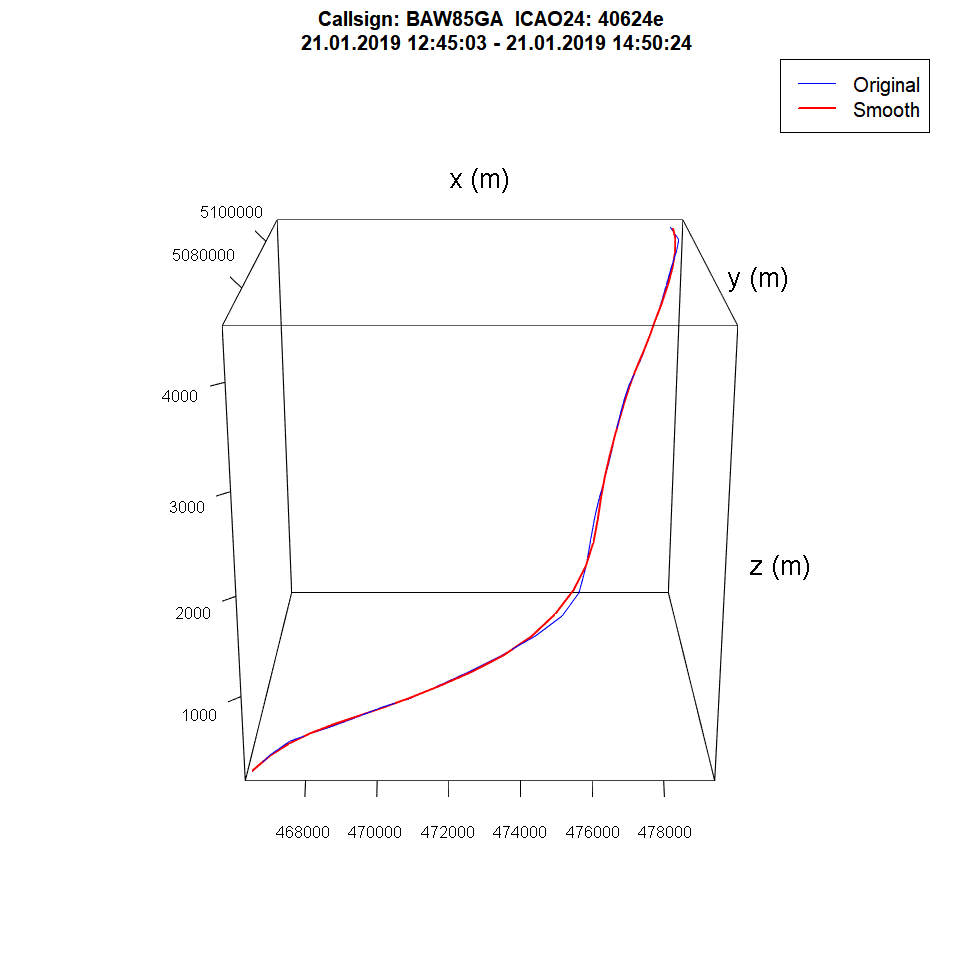 Callsign: BAW85GA  ICAO24: 40624e
21.01.2019 12:45:03 - 21.01.2019 14:50:24
Original
Smooth
x (m)
5100000
5080000
y (m)
4000
3000
z (m)
2000
1000
468000 470000 472000 474000 476000 478000